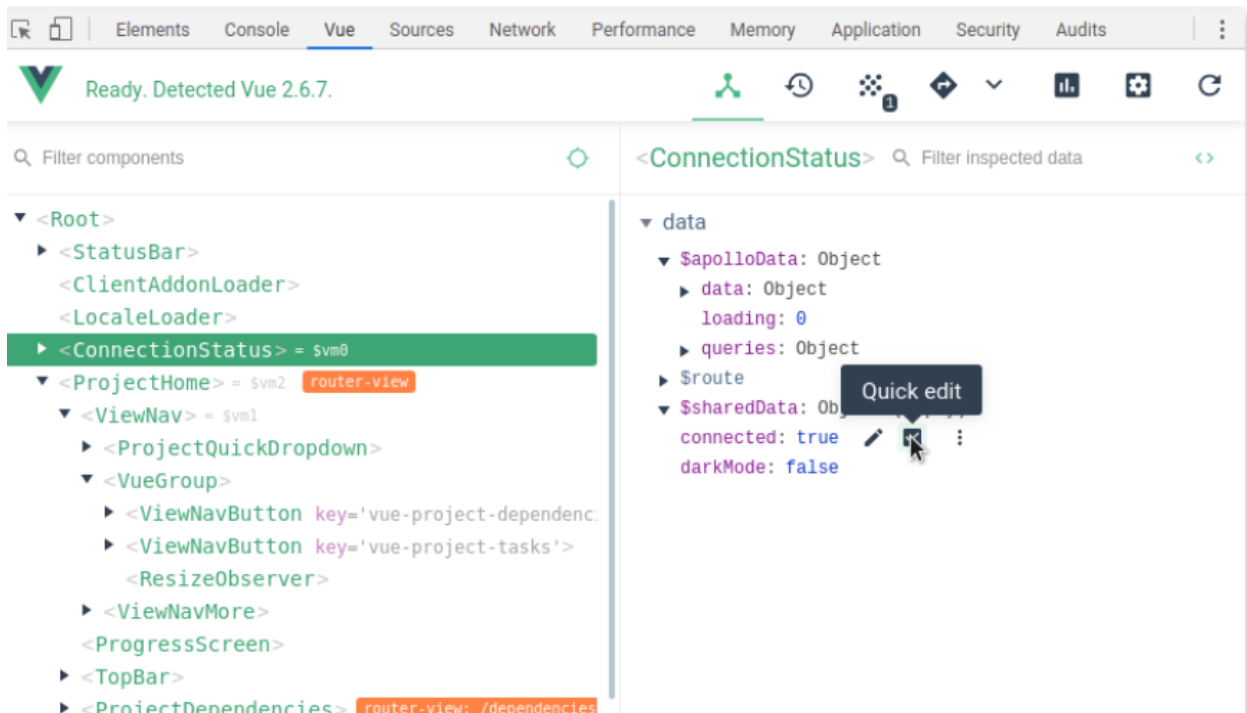 Elements Console Vue Sources Network Performance Memory Application Security Audits
Ready. Detected Vue 2.6.7.
1
Filter components
<ConnectionStatus> Filter inspected data <>
<Root>
<StatusBar>
<ClientAddonLoader>
<LocaleLoader>
<ConnectionStatus> = $vm0
<ProjectHome> = $vm2 router-view
<ViewNav> = $vm1
<ProjectQuickDropdown>
<VueGroup>
<ViewNavButton key='vue-project-dependenc
<ViewNavButton key='vue-project-tasks'>
<ResizeObserver>
<ViewNavMore>
<ProgressScreen>
<TopBar>
<ProjectDependencies> router-view: /dependencies
data
$apolloData: Object
data: Object
loading: 0
queries: Object
$route
Quick edit
$sharedData:
connected: true
darkMode: false